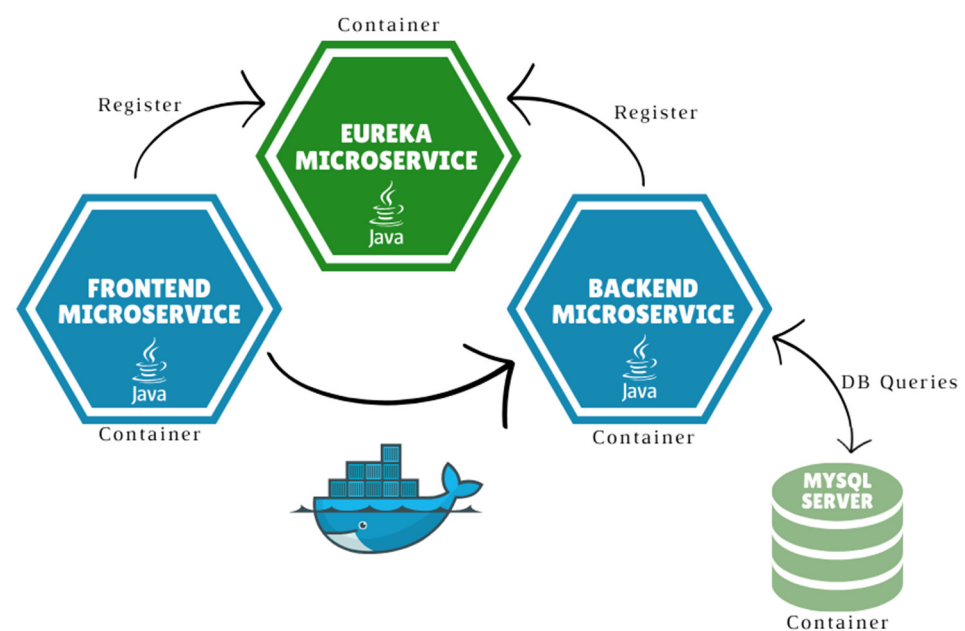 Container
Register
Register
EUREKA
MICROSERVICE
Java
FRONTEND
MICROSERVICE
Java
Container
BACKEND
MICROSERVICE
Java
Container
DB Queries
MYSQL
SERVER
Container